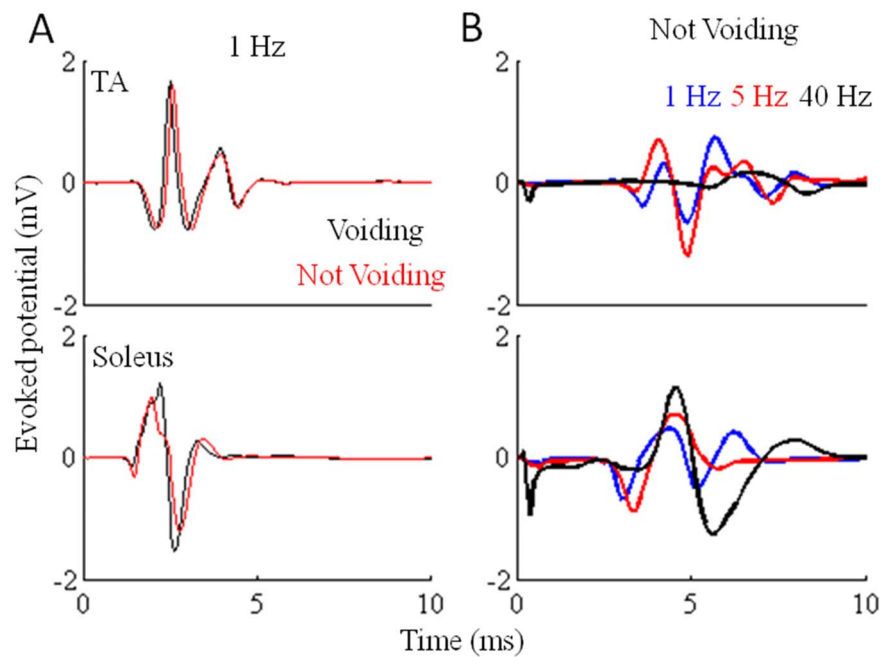 A
1 Hz
B
Not Voiding
2
TA
0
-2
Voiding
Not Voiding
2
1 Hz 5 Hz 40 Hz
0
-2
Evoked potential (mV)
2
Soleus
0
-2
0 5 10
2
0
-2
0 5 10
Time (ms)